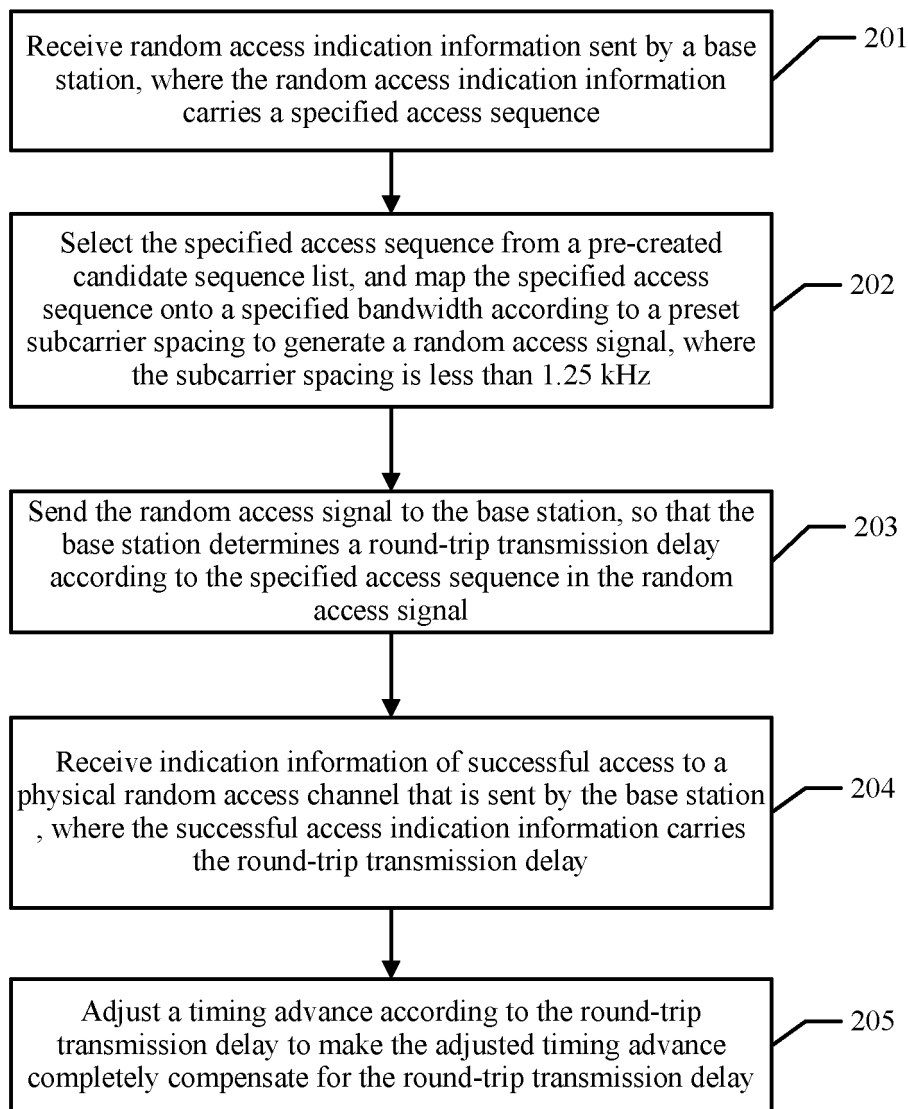 Receive random access indication information sent by a base
station, where the random access indication information
carries a specified access sequence
201
Select the specified access sequence from a pre-created
candidate sequence list, and map the specified access
sequence onto a specified bandwidth according to a preset
subcarrier spacing to generate a random access signal, where
the subcarrier spacing is less than 1.25 kHz
202
Send the random access signal to the base station, so that the
base station determines a round-trip transmission delay
according to the specified access sequence in the random
access signal
203
Receive indication information of successful access to a
physical random access channel that is sent by the base station
, where the successful access indication information carries
the round-trip transmission delay
204
Adjust a timing advance according to the round-trip
transmission delay to make the adjusted timing advance
completely compensate for the round-trip transmission delay
205